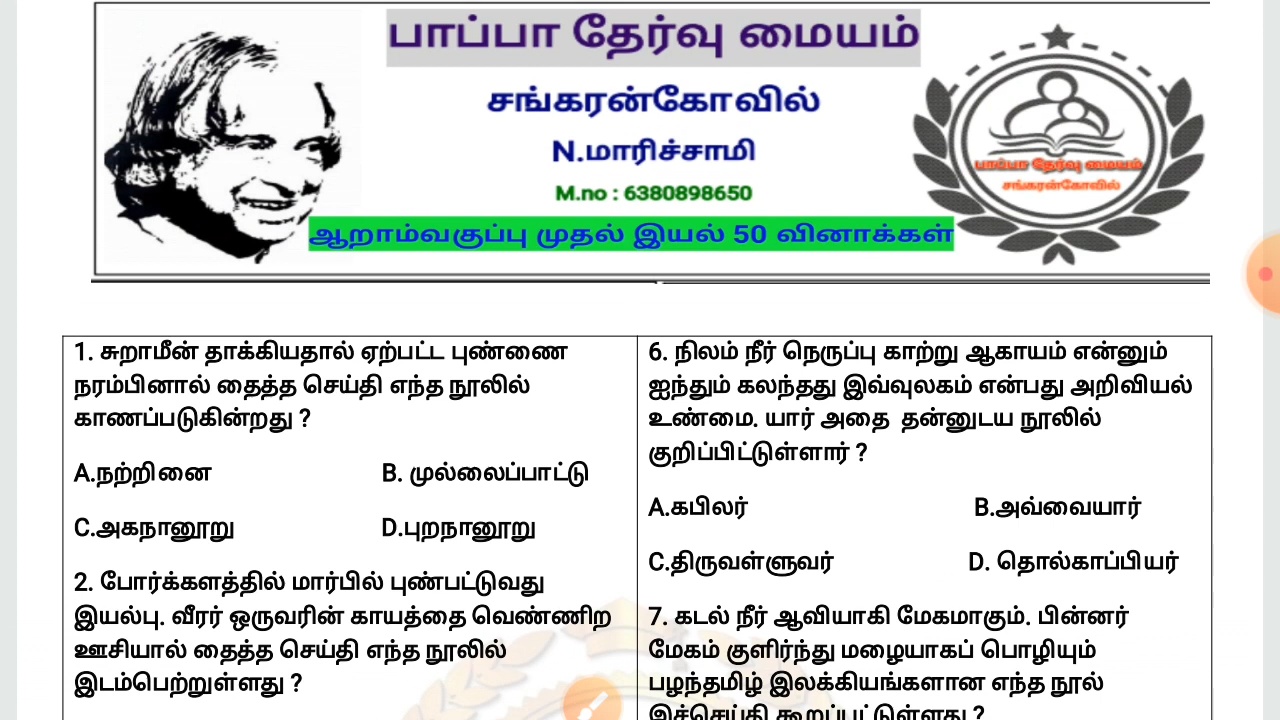 பாப்பா தேர்வு மையம்
சங்கரன்கோவில்
N.மாரிச்சாமி
M.no : 6380898650
ஆறாம்வகுப்பு முதல் இயல் 50 வினாக்கள்
பாப்பா தேர்வு மையம்
சங்கரன்கோவில்
1. சுறாமீன் தாக்கியதால் ஏற்பட்ட புண்ணை
நரம்பினால் தைத்த செய்தி எந்த நூலில்
காணப்படுகின்றது ?
A.நற்றினை B. முல்லைப்பாட்டு
C.அகநானூறு D.புறநானூறு
2. போர்க்களத்தில் மார்பில் புண்பட்டுவது
இயல்பு. வீரர் ஒருவரின் காயத்தை வெண்ணிற
ஊசியால் தைத்த செய்தி எந்த நூலில்
இடம்பெற்றுள்ளது ?
6. நிலம் நீர் நெருப்பு காற்று ஆகாயம் என்னும்
ஐந்தும் கலந்தது இவ்வுலகம் என்பது அறிவியல்
உண்மை. யார் அதை தன்னுடய நூலில்
குறிப்பிட்டுள்ளார் ?
A.கபிலர் B.அவ்வையார்
C.திருவள்ளுவர் D. தொல்காப்பியர்
7. கடல் நீர் ஆவியாகி மேகமாகும். பின்னர்
மேகம் குளிர்ந்து மழையாகப் பொழியும்
பழந்தமிழ் இலக்கியங்களான எந்த நூல்
இச்செய்தி கூறப்பட்டுள்ளது ?